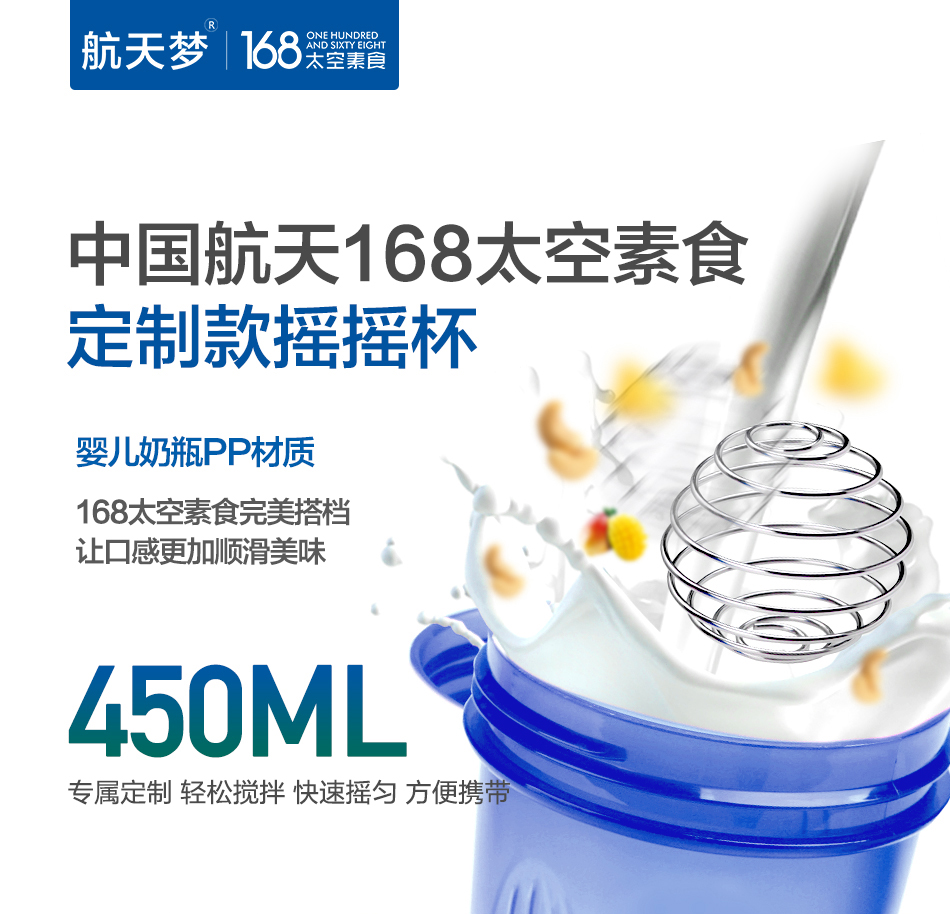 航天梦®
168
ONE HUNDRED
AND SIXTY EIGHT
太空素食
中国航天168太空素食
定制款摇摇杯
婴儿奶瓶PP材质
168太空素食完美搭档
让口感更加顺滑美味
450ML
专属定制 轻松搅拌 快速摇匀 方便携带